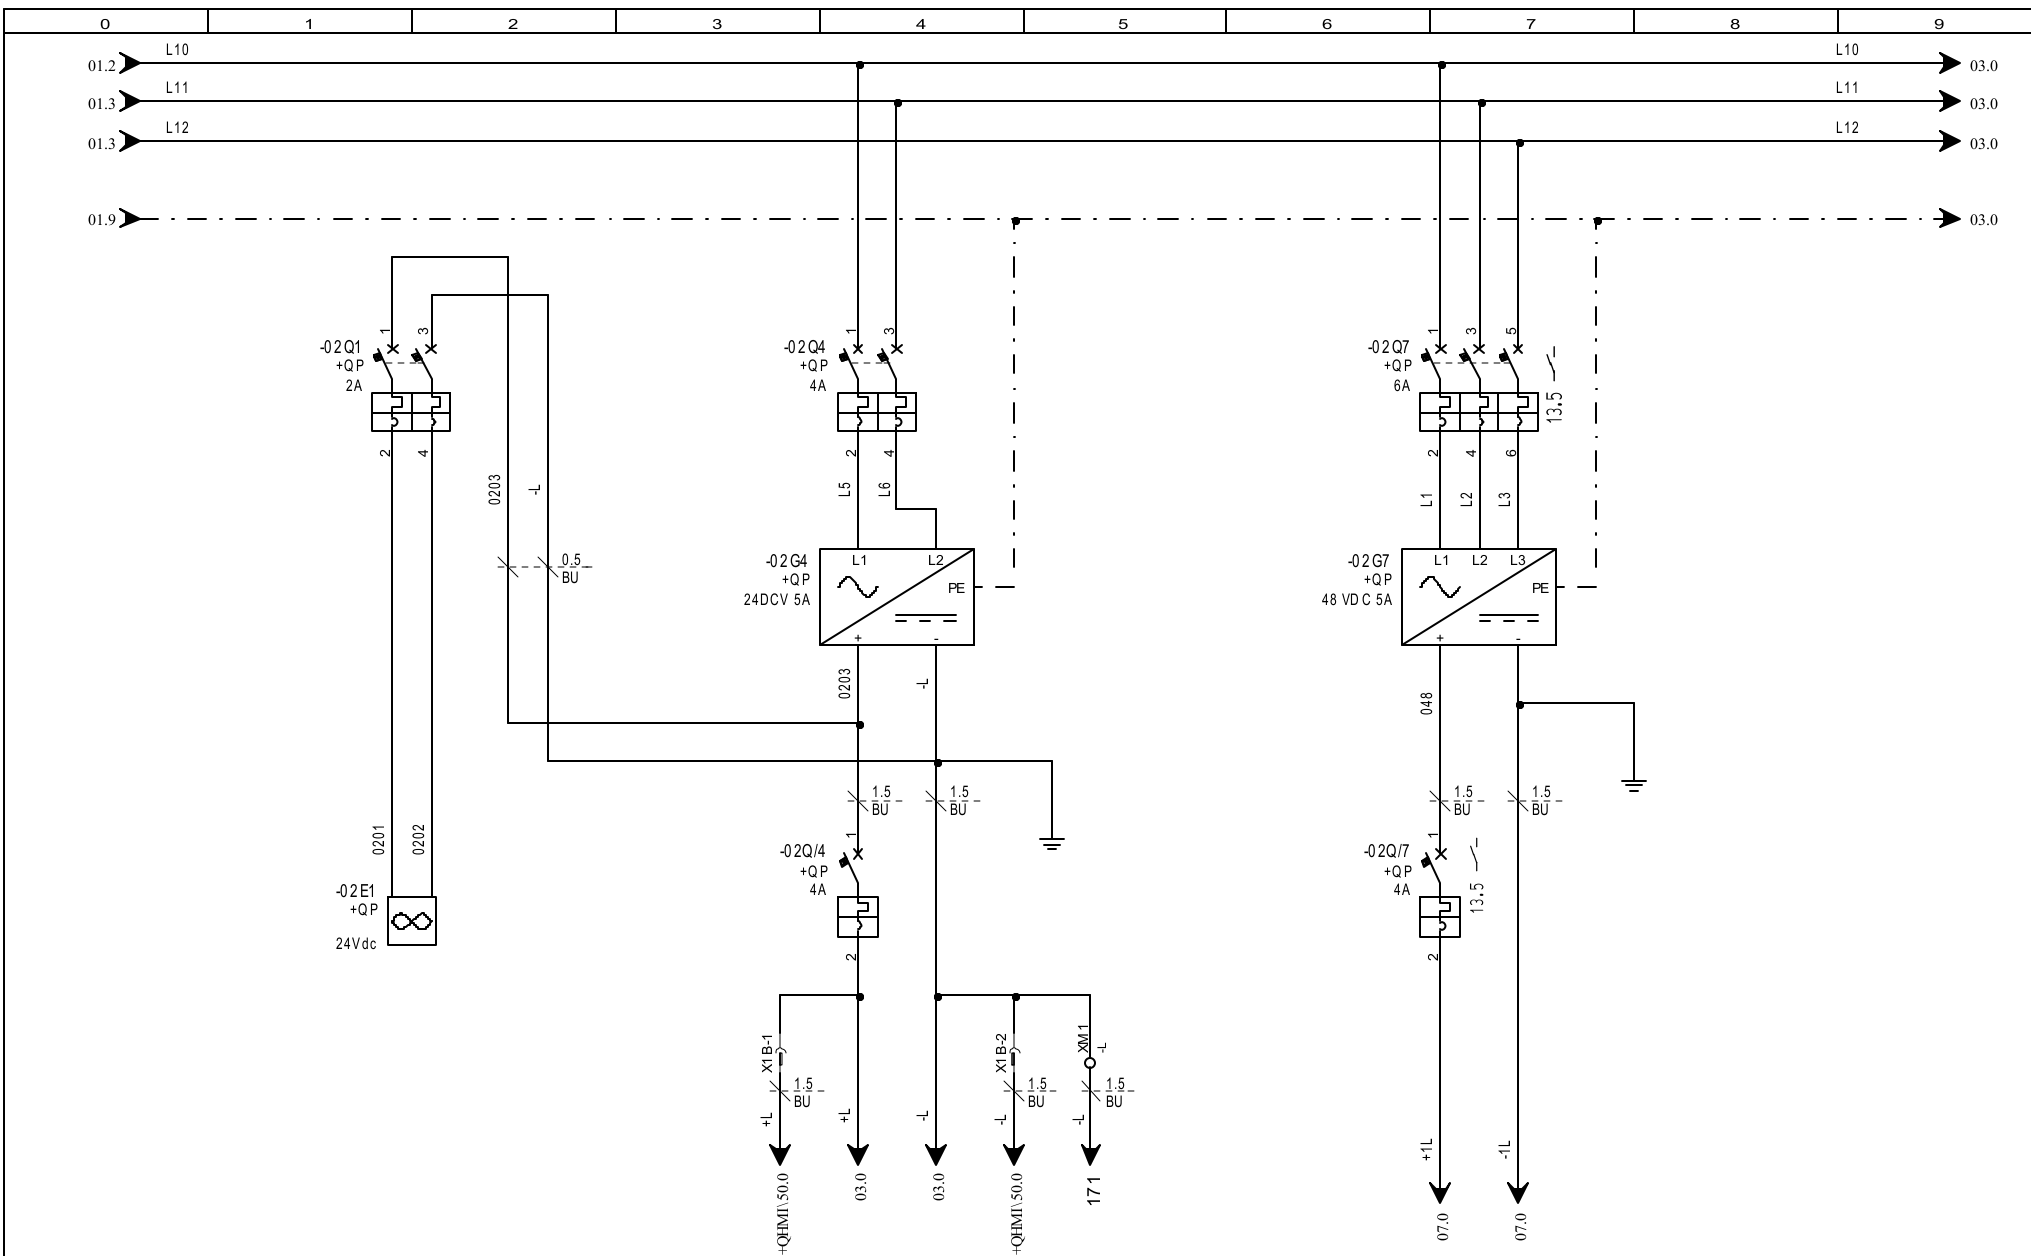 0 1 2 3 4 5 6 7 8 9
L10 L10
01.2 03.0
L11 L11
01.3 03.0
L12 L12
01.3 03.0
01.9 03.0
1 3 1 3 1 3 5
-02Q1
+QP
2A
-02Q4
+QP
4A
-02Q7
+QP
6A
13.5
2 4 2 4 2 4 6
0203 -L L5 L6 L1 L2 L3
0.5
BU
-02G4
+QP
24DCV 5A
L1 L2
PE
+ -
-02G7
+QP
48 VDC 5A
L1 L2 L3
PE
+ -
0203 -L 048
1.5
BU
1.5
BU
1.5
BU
1.5
BU
0201 0202
1 1
-02Q/4
+QP
4A
-02Q/7
+QP
4A
13.5
-02E1
+QP
24Vdc
2 2
X1B-1 X1B-2 XM1 -L
1.5
BU
1.5
BU
1.5
BU
+L +L -L -L -L +1L -1L
+QHMI\50.0 03.0 03.0 +QHMI\50.0 171 07.0 07.0